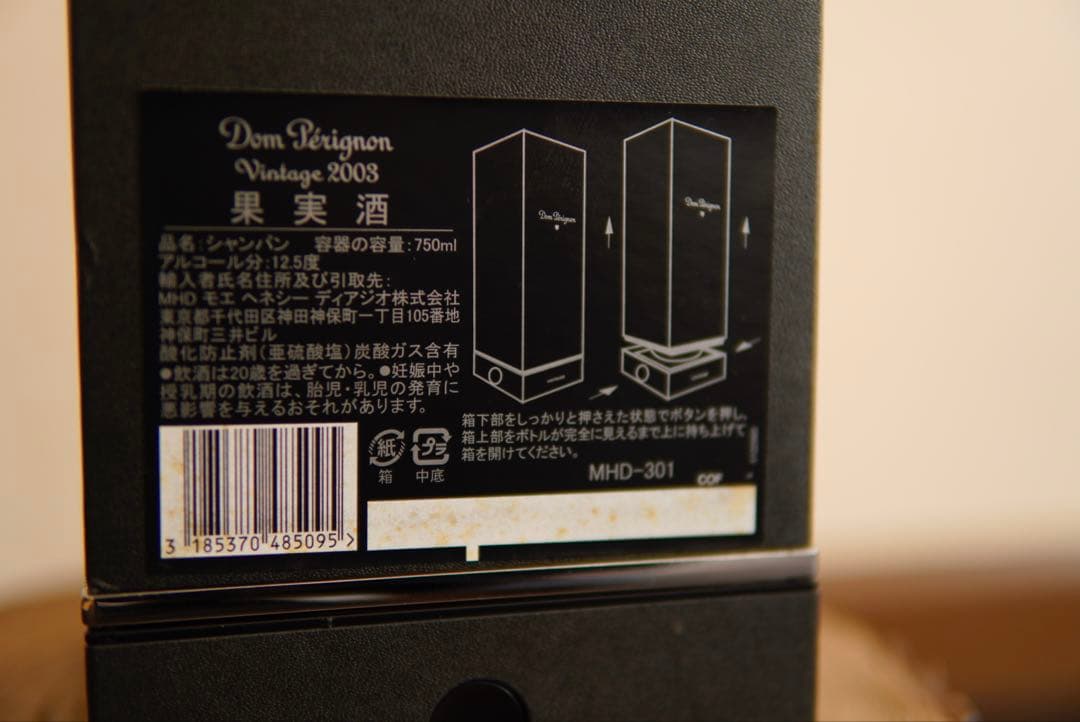 Dom Pérignon
Vintage 2003
果実酒
品名:シャンパン 容器の容量:750ml
アルコール分:12.5度
輸入者氏名住所及び引取先:
MHD モエ ヘネシー ディアジオ株式会社
東京都千代田区神田神保町一丁目105番地
神保町三井ビル
酸化防止剤(亜硫酸塩)炭酸ガス含有
●飲酒は20歳を過ぎてから。●妊娠中や
授乳期の飲酒は、胎児・乳児の発育に
悪影響を与えるおそれがあります。
Dom Pérignon
Dom Pérignon
箱下部をしっかりと押さえた状態でボタンを押し、
箱上部をボトルが完全に見えるまで上に持ち上げて
箱を開けてください。
紙
箱
プラ
中底
MHD-301
COF
3 185370 485095 >